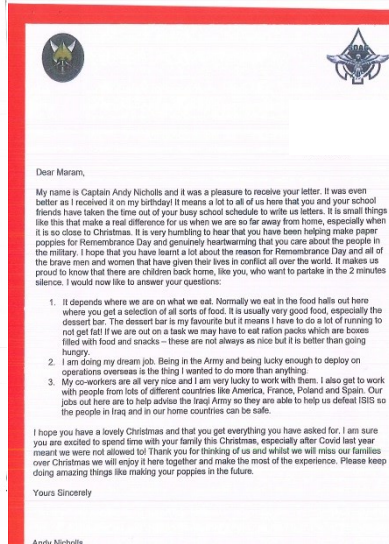 Dear Maram,
My name is Captain Andy Nicholls and it was a pleasure to receive your letter. It was even
better as I received it on my birthday! It means a lot to all of us here that you and your school
friends have taken the time out of your busy school schedule to write us letters. It is small things
like this that make a real difference for us when we are so far away from home, especially when
it is so close to Christmas. It is very humbling to hear that you have been helping make paper
poppies for Remembrance Day and genuinely heartwarming that you care about the people in
the military. I hope that you have learnt a lot about the reason for Remembrance Day and all of
the brave men and women that have given their lives in conflict all over the world. It makes us
proud to know that there are children back home, like you, who want to partake in the 2 minutes
silence. I would now like to answer your questions:
1. It depends where we are on what we eat. Normally we eat in the food halls out here
where you get a selection of all sorts of food. It is usually very good food, especially the
dessert bar. The dessert bar is my favourite but it means I have to do a lot of running to
not get fat! If we are out on a task we may have to eat ration packs which are boxes
filled with food and snacks – these are not always as nice but it is better than going
hungry.
2. I am doing my dream job. Being in the Army and being lucky enough to deploy on
operations overseas is the thing I wanted to do more than anything.
3. My co-workers are all very nice and I am very lucky to work with them. I also get to work
with people from lots of different countries like America, France, Poland and Spain. Our
jobs out here are to help advise the Iraqi Army so they are able to help us defeat ISIS so
the people in Iraq and in our home countries can be safe.
I hope you have a lovely Christmas and that you get everything you have asked for. I am sure
you are excited to spend time with your family this Christmas, especially after Covid last year
meant we were not allowed to! Thank you for thinking of us and whilst we will miss our families
over Christmas we will enjoy it here together and make the most of the experience. Please keep
doing amazing things like making your poppies in the future.
Yours Sincerely
Andy Nicholls